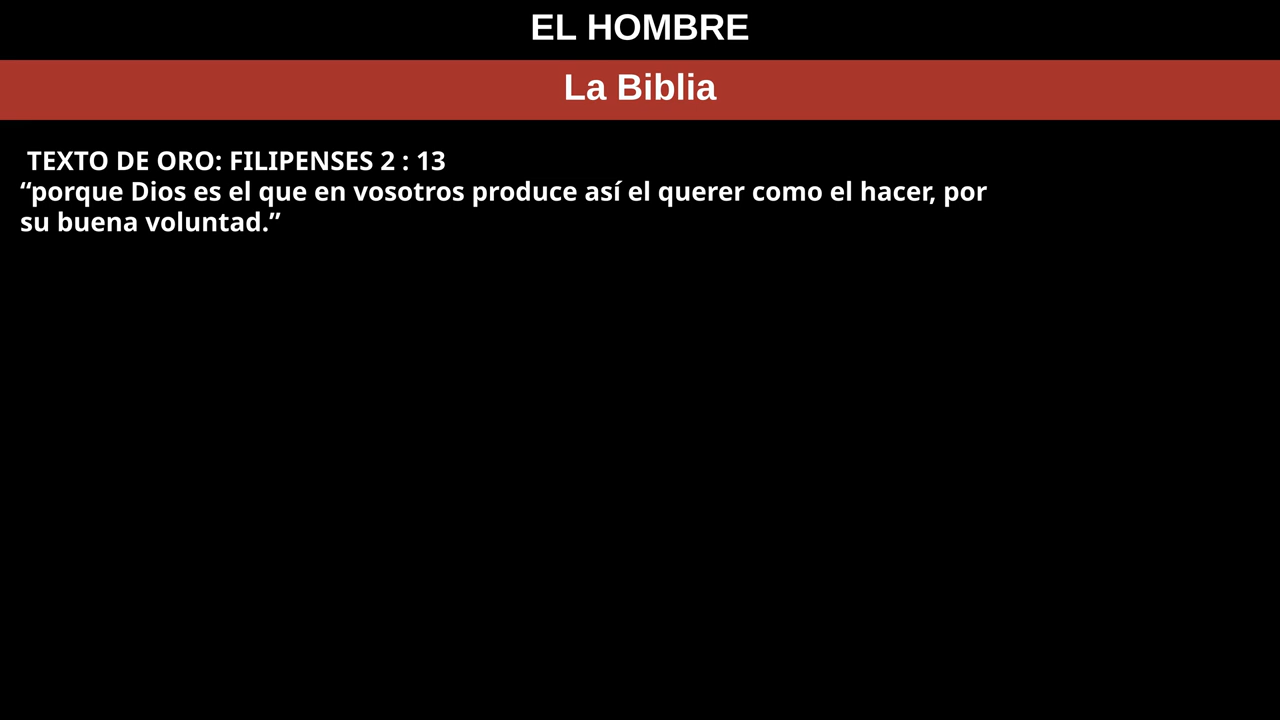 EL HOMBRE
La Biblia
TEXTO DE ORO: FILIPENSES 2 : 13
“porque Dios es el que en vosotros produce así el querer como el hacer, por
su buena voluntad.”